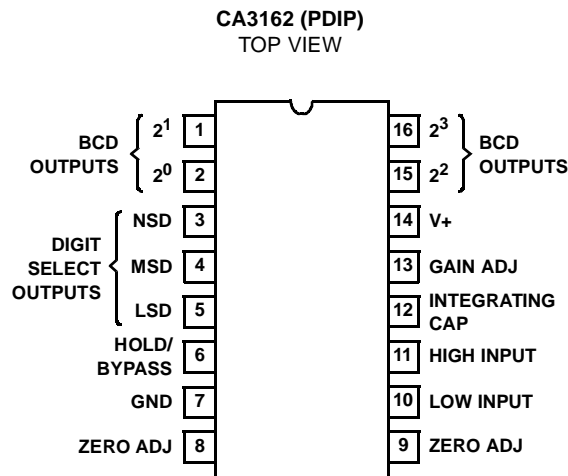 CA3162 (PDIP)
TOP VIEW
BCD
OUTPUTS
2¹ 1
2⁰ 2
DIGIT
SELECT
OUTPUTS
NSD 3
MSD 4
LSD 5
HOLD/
BYPASS 6
GND 7
ZERO ADJ 8
16 2³
15 2²
BCD
OUTPUTS
14 V+
13 GAIN ADJ
12 INTEGRATING
CAP
11 HIGH INPUT
10 LOW INPUT
9 ZERO ADJ